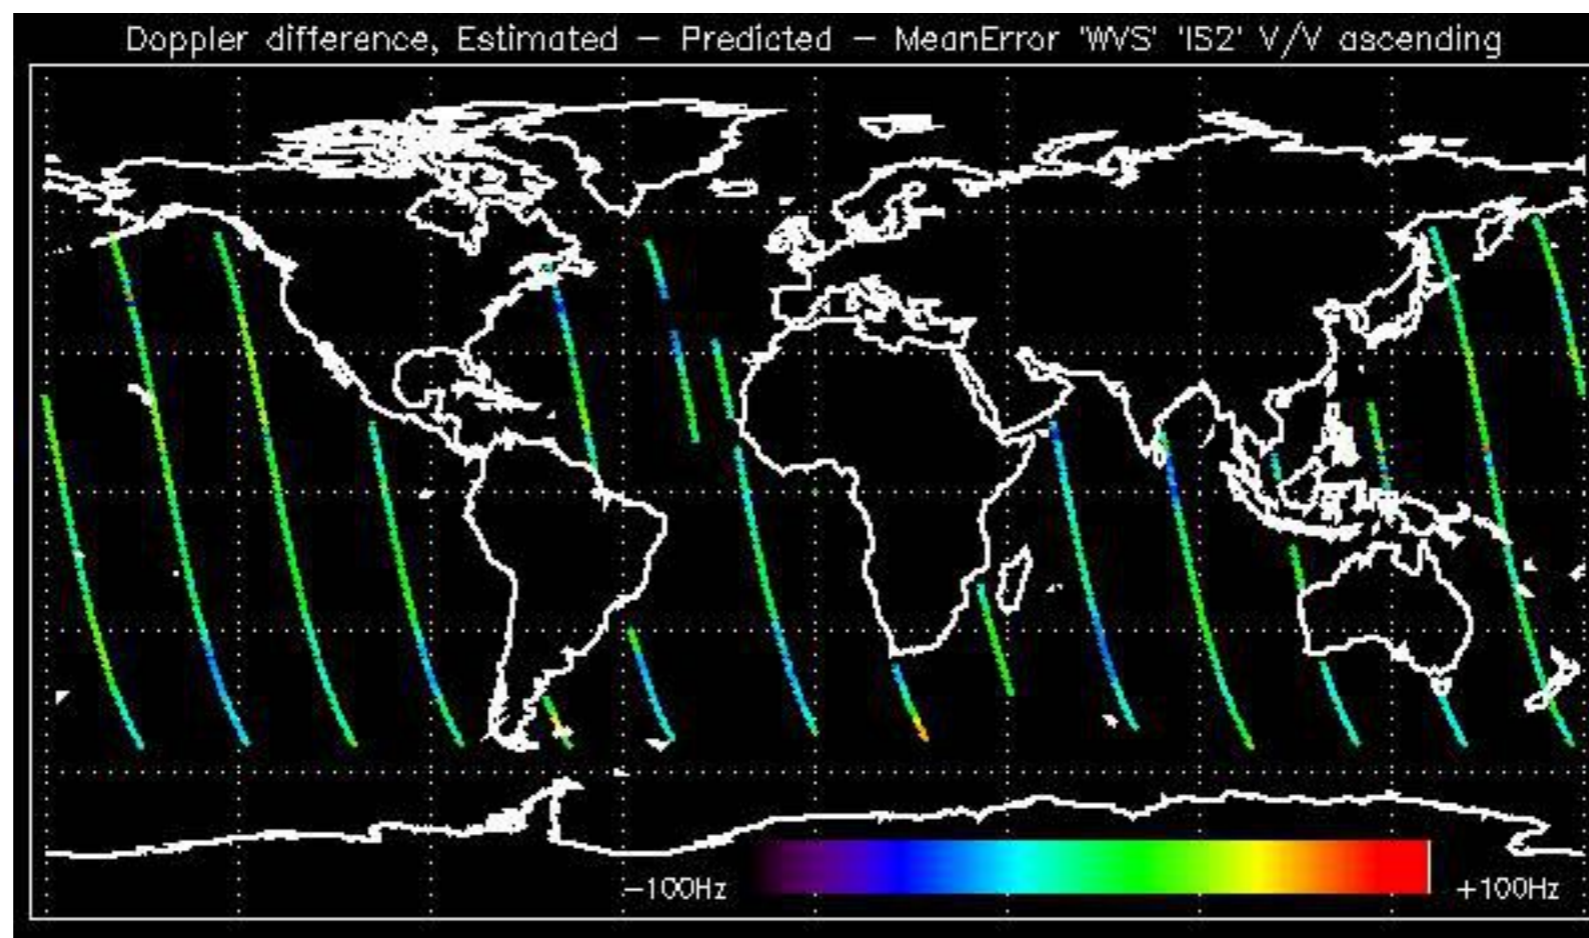 Doppler difference, Estimated — Predicted — MeanError 'WVS' 'IS2' V/V ascending
−100Hz
+100Hz